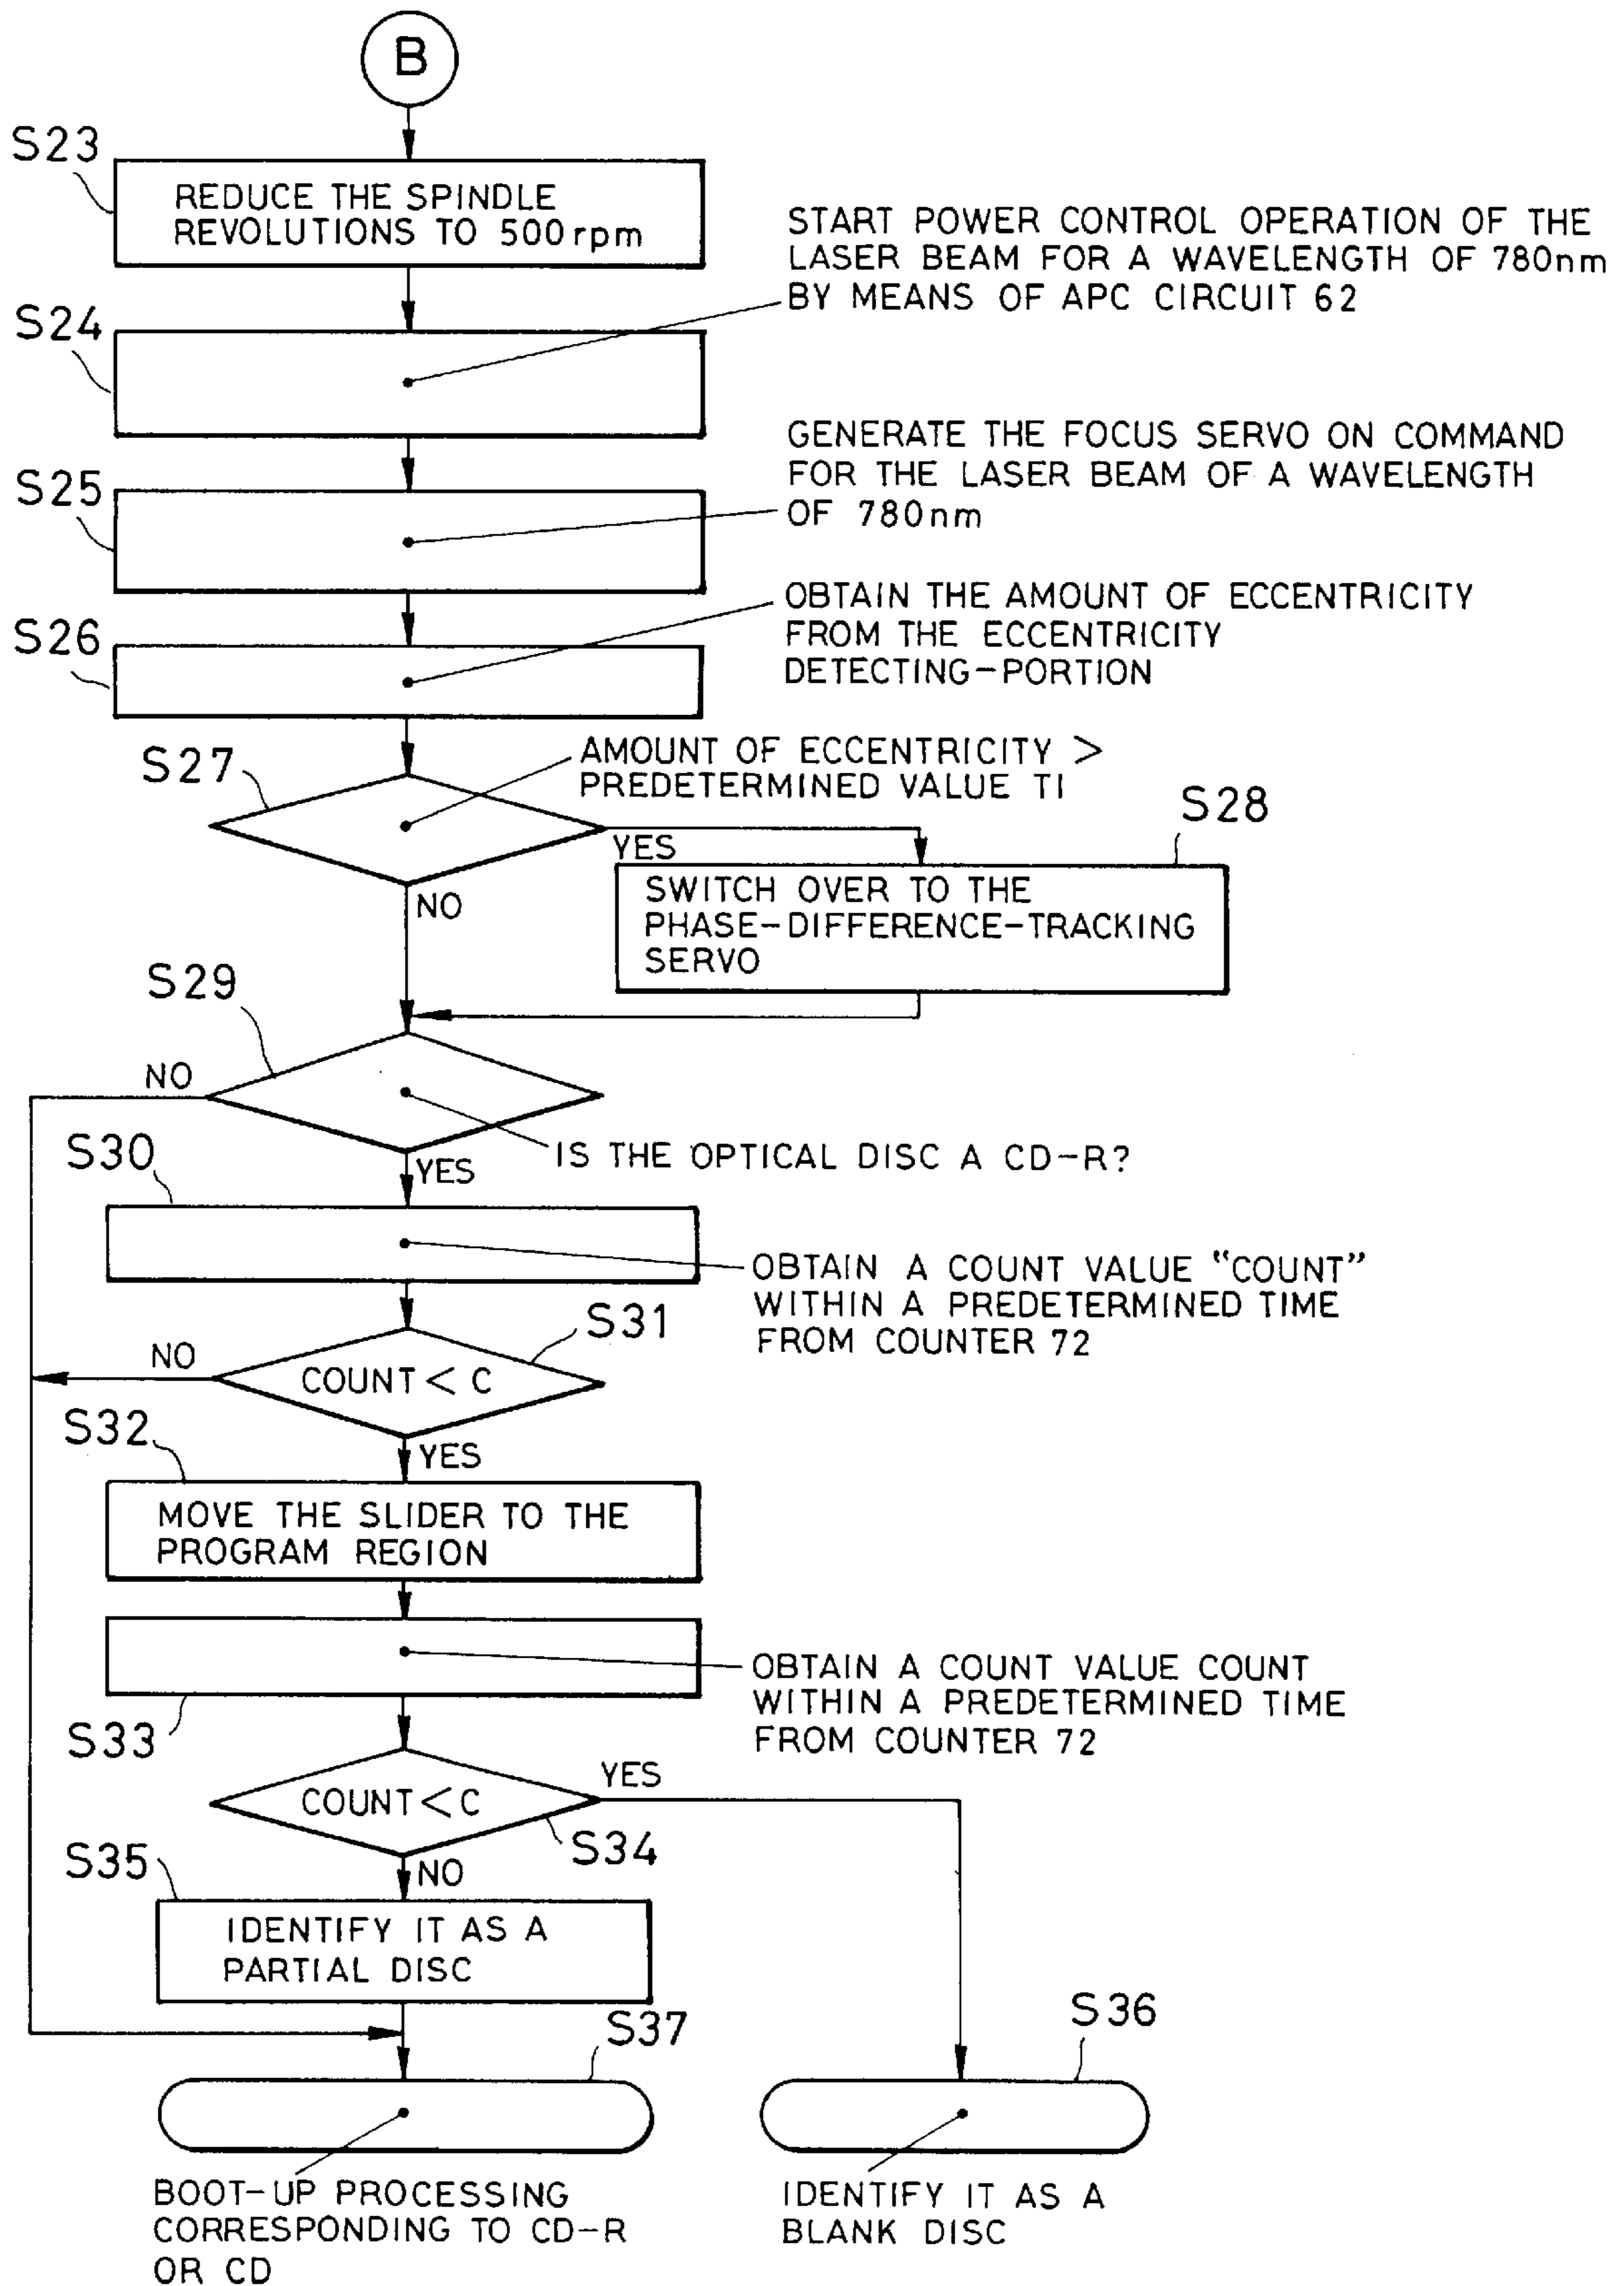 B
S23
REDUCE THE SPINDLE
REVOLUTIONS TO 500rpm
START POWER CONTROL OPERATION OF THE
LASER BEAM FOR A WAVELENGTH OF 780nm
BY MEANS OF APC CIRCUIT 62
S24
GENERATE THE FOCUS SERVO ON COMMAND
FOR THE LASER BEAM OF A WAVELENGTH
OF 780nm
S25
OBTAIN THE AMOUNT OF ECCENTRICITY
FROM THE ECCENTRICITY
DETECTING-PORTION
S26
S27
AMOUNT OF ECCENTRICITY >
PREDETERMINED VALUE T1
YES
NO
S28
SWITCH OVER TO THE
PHASE-DIFFERENCE-TRACKING
SERVO
S29
NO
IS THE OPTICAL DISC A CD-R?
YES
S30
OBTAIN A COUNT VALUE "COUNT"
WITHIN A PREDETERMINED TIME
FROM COUNTER 72
S31
NO
COUNT < C
YES
S32
MOVE THE SLIDER TO THE
PROGRAM REGION
OBTAIN A COUNT VALUE COUNT
WITHIN A PREDETERMINED TIME
FROM COUNTER 72
S33
COUNT < C
YES
S34
NO
S35
IDENTIFY IT AS A
PARTIAL DISC
S37
S36
BOOT-UP PROCESSING
CORRESPONDING TO CD-R
OR CD
IDENTIFY IT AS A
BLANK DISC